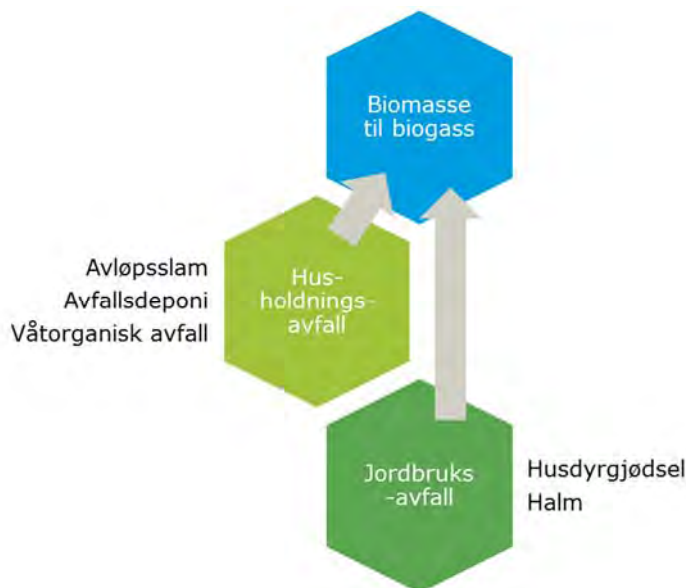 Biomasse
til biogass
Avløpsslam
Avfallsdeponi
Våtorganisk avfall
Hus-
holdnings-
avfall
Jordbruks
-avfall
Husdyrgjødsel
Halm